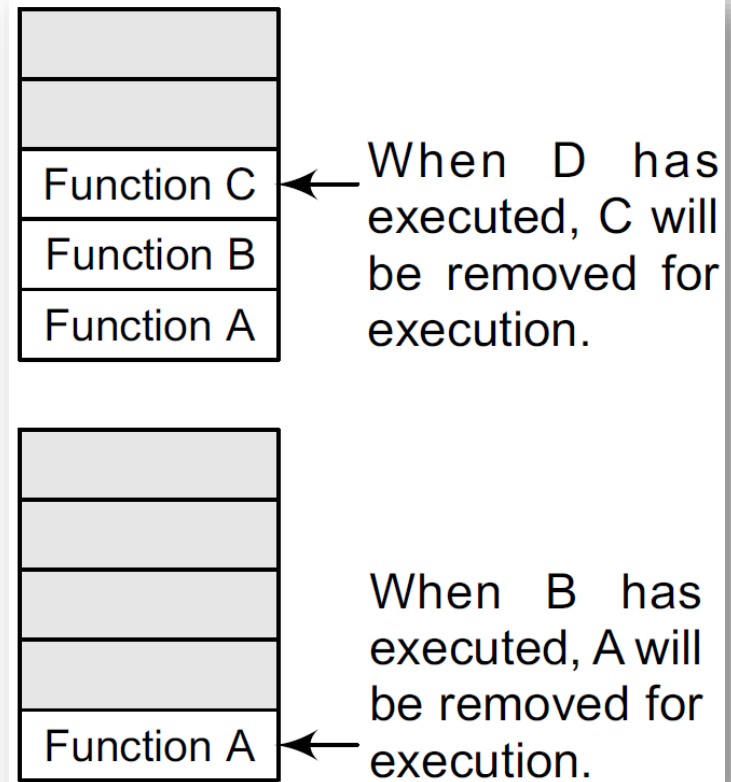 Function C
Function B
Function A
When D has
executed, C will
be removed for
execution.
Function A
When B has
executed, A will
be removed for
execution.